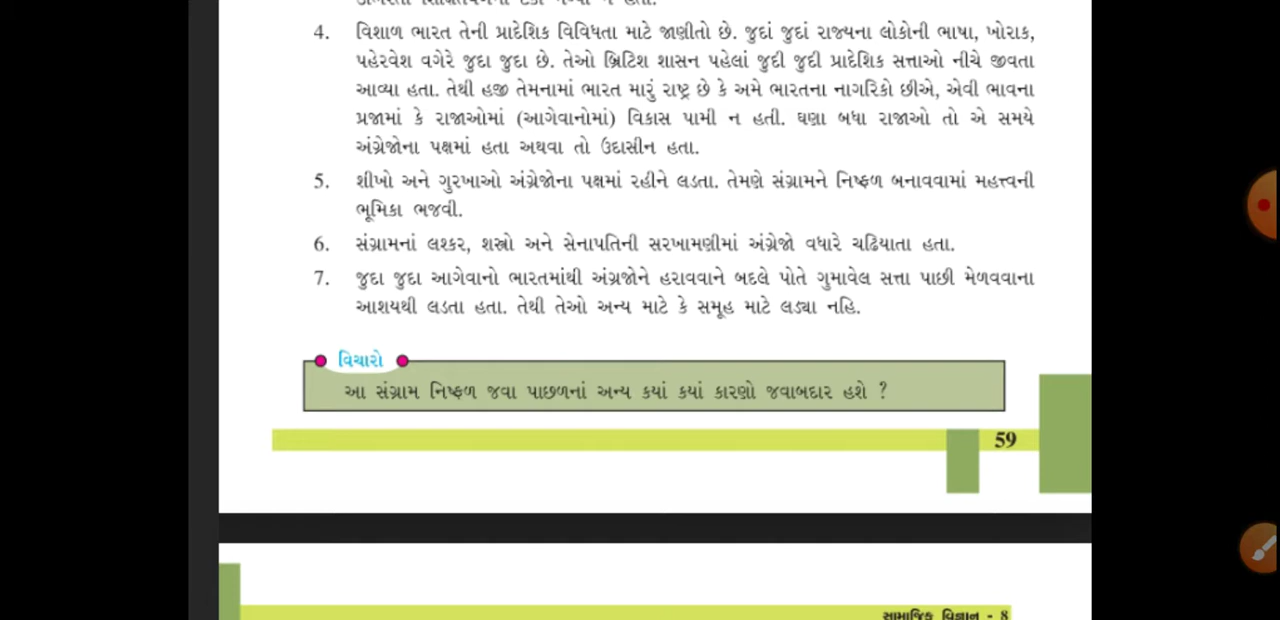 4. વિશાળ ભારત તેની પ્રાદેશિક વિવિધતા માટે જાણીતો છે. જુદાં જુદાં રાજ્યના લોકોની ભાષા, ખોરાક,
પહેરવેશ વગેરે જુદા જુદા છે. તેઓ બ્રિટિશ શાસન પહેલાં જુદી જુદી પ્રાદેશિક સત્તાઓ નીચે જીવતા
આવ્યા હતા. તેથી હજી તેમનામાં ભારત મારું રાષ્ટ્ર છે કે અમે ભારતના નાગરિકો છીએ, એવી ભાવના
પ્રજામાં કે રાજાઓમાં (આગેવાનોમાં) વિકાસ પામી ન હતી. ઘણા બધા રાજાઓ તો એ સમયે
અંગ્રેજોના પક્ષમાં હતા અથવા તો ઉદાસીન હતા.
5. શીખો અને ગુરખાઓ અંગ્રેજોના પક્ષમાં રહીને લડતા. તેમણે સંગ્રામને નિષ્ફળ બનાવવામાં મહત્ત્વની
ભૂમિકા ભજવી.
6. સંગ્રામનાં લશ્કર, શસ્ત્રો અને સેનાપતિની સરખામણીમાં અંગ્રેજો વધારે ચઢિયાતા હતા.
7. જુદા જુદા આગેવાનો ભારતમાંથી અંગ્રજોને હરાવવાને બદલે પોતે ગુમાવેલ સત્તા પાછી મેળવવાના
આશયથી લડતા હતા. તેથી તેઓ અન્ય માટે કે સમૂહ માટે લડ્યા નહિ.
વિચારો
આ સંગ્રામ નિષ્ફળ જવા પાછળનાં અન્ય કયાં કયાં કારણો જવાબદાર હશે ?
59
સામાજિક વિજ્ઞાન - 8